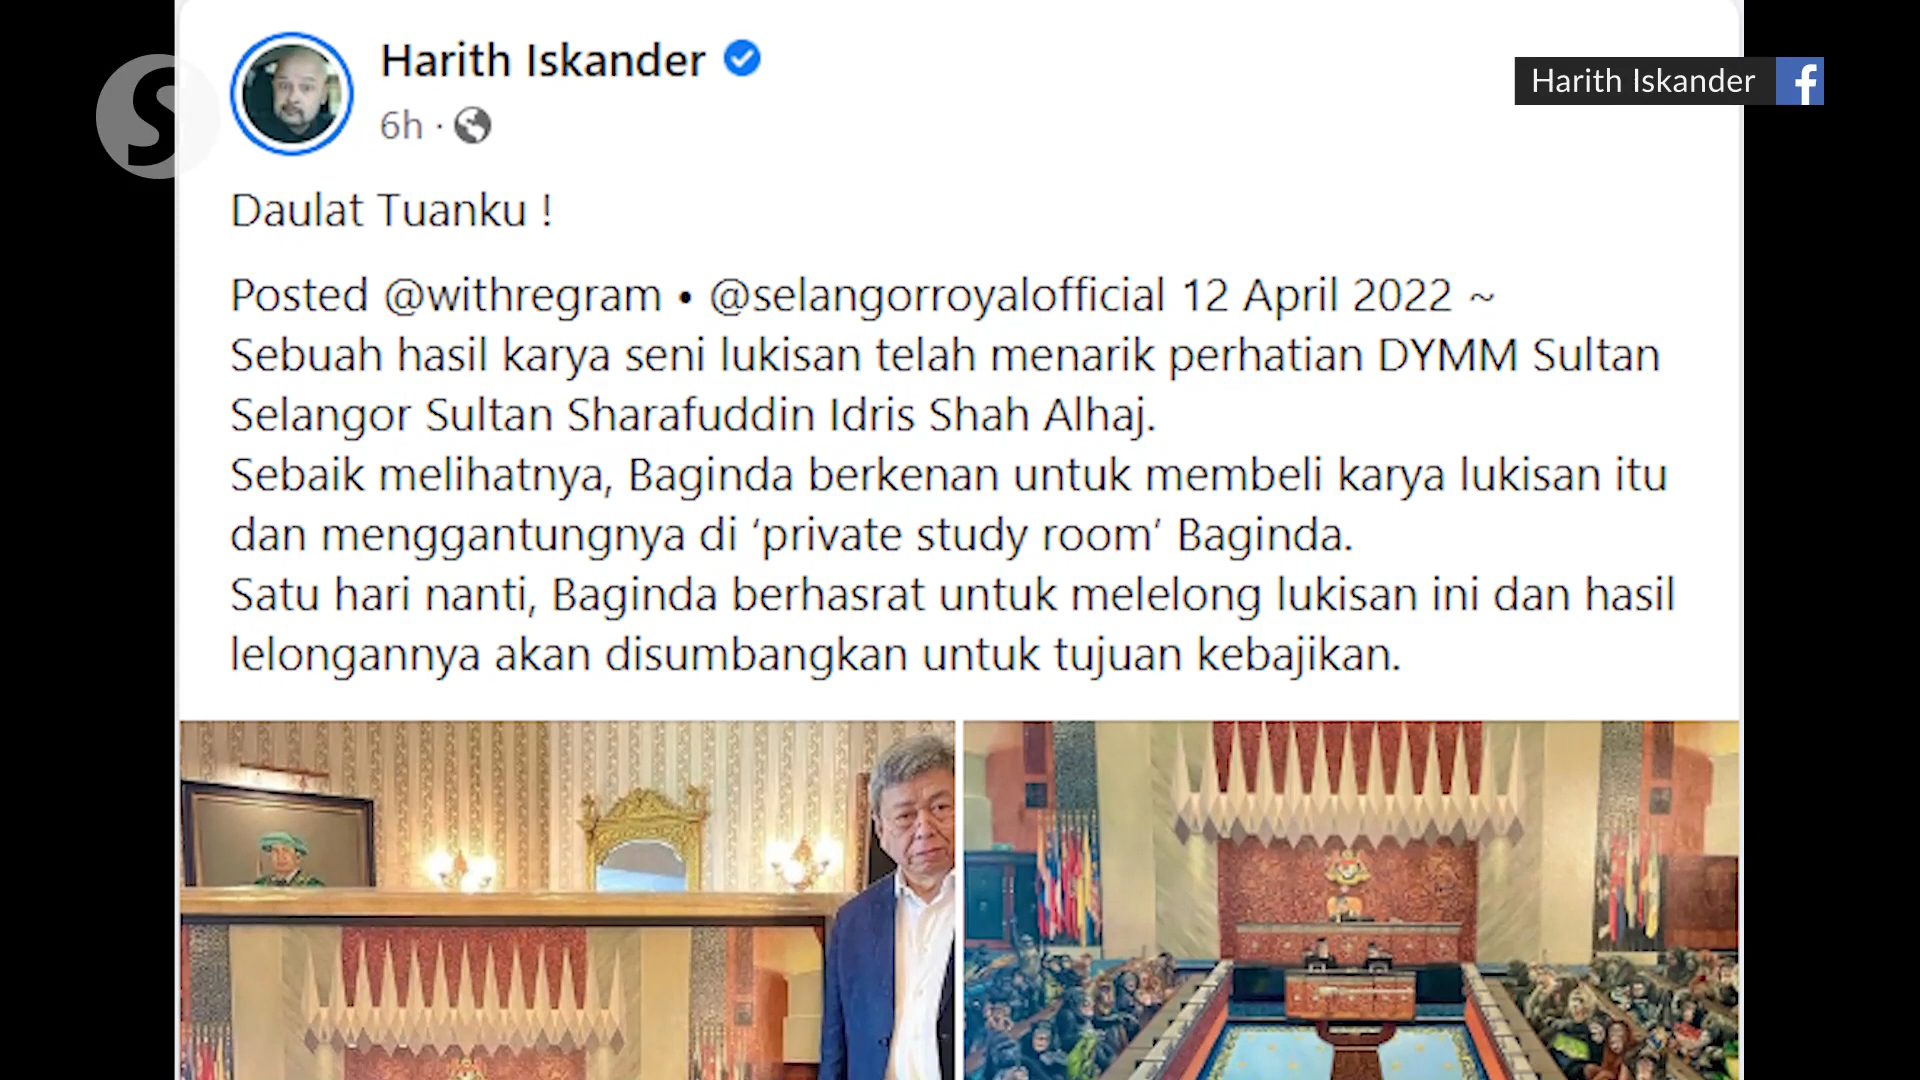 Harith Iskander
6h ·
Harith Iskander
Daulat Tuanku !
Posted @withregram • @selangorroyalofficial 12 April 2022 ~
Sebuah hasil karya seni lukisan telah menarik perhatian DYMM Sultan
Selangor Sultan Sharafuddin Idris Shah Alhaj.
Sebaik melihatnya, Baginda berkenan untuk membeli karya lukisan itu
dan menggantungnya di ‘private study room’ Baginda.
Satu hari nanti, Baginda berhasrat untuk melelong lukisan ini dan hasil
lelongannya akan disumbangkan untuk tujuan kebajikan.